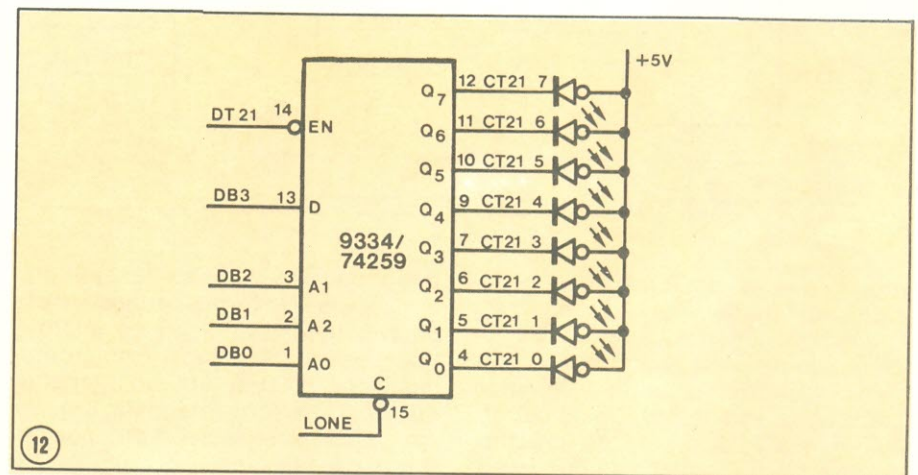 +5V
Q7 12 CT21 7
DT 21 14 EN
Q6 11 CT21 6
Q5 10 CT21 5
DB3 13 D
Q4 9 CT21 4
9334/
74259
Q3 7 CT21 3
DB2 3 A1
Q2 6 CT21 2
DB1 2 A2
Q1 5 CT21 1
DB0 1 A0
Q0 4 CT21 0
C
15
LONE
12